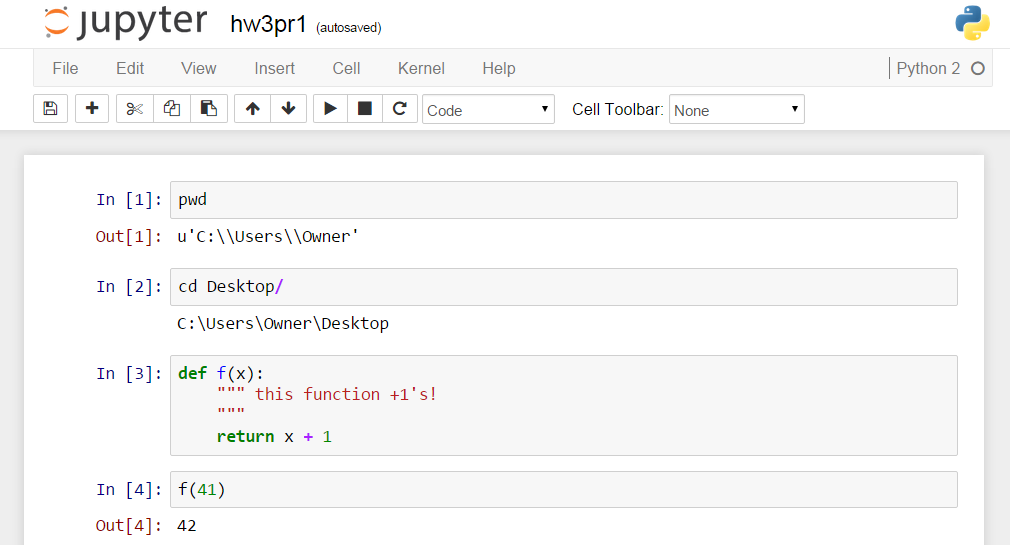 jupyter hw3pr1 (autosaved)
File Edit View Insert Cell Kernel Help Python 2
Code Cell Toolbar: None
In [1]: pwd
Out[1]: u'C:\\Users\\Owner'
In [2]: cd Desktop/
C:\Users\Owner\Desktop
In [3]: def f(x):
""" this function +1's!
"""
return x + 1
In [4]: f(41)
Out[4]: 42